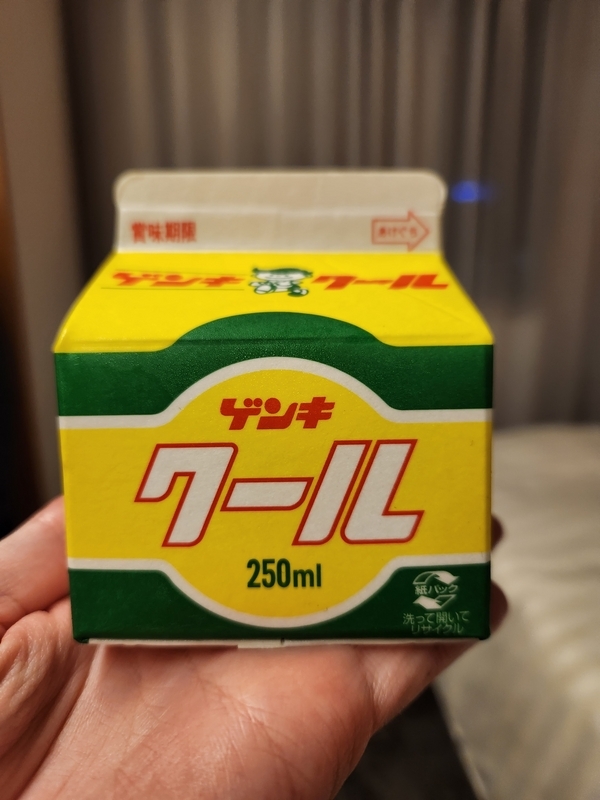 賞味期限
あけぐち
ゲンキ クール
ゲンキ
クール
250ml
紙パック
洗って開いて
リサイクル